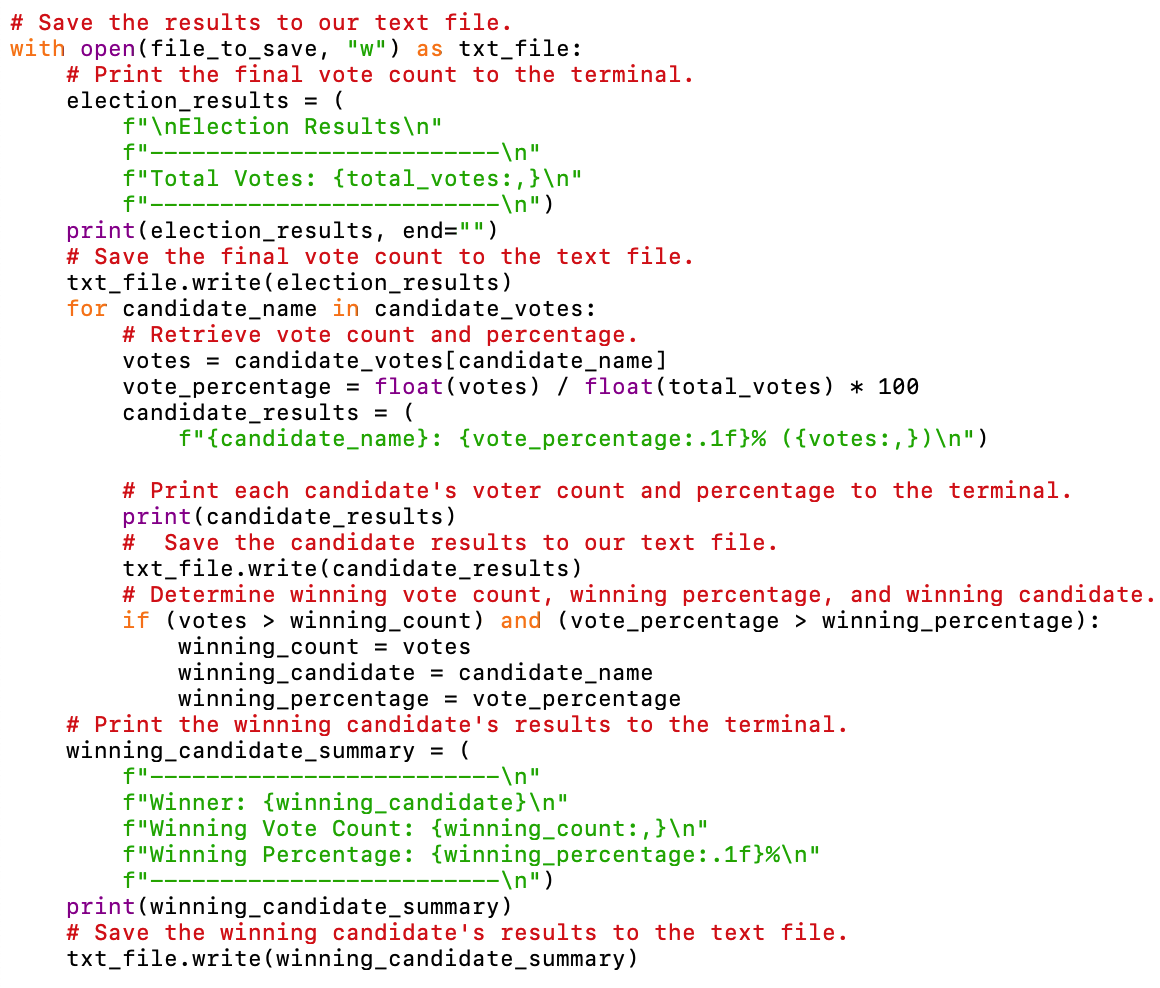 # Save the results to our text file.
with open(file_to_save, "w") as txt_file:
    # Print the final vote count to the terminal.
    election_results = (
        f"\nElection Results\n"
        f"-------------------------\n"
        f"Total Votes: {total_votes:,}\n"
        f"-------------------------\n")
    print(election_results, end="")
    # Save the final vote count to the text file.
    txt_file.write(election_results)
    for candidate_name in candidate_votes:
        # Retrieve vote count and percentage.
        votes = candidate_votes[candidate_name]
        vote_percentage = float(votes) / float(total_votes) * 100
        candidate_results = (
            f"{candidate_name}: {vote_percentage:.1f}% ({votes:,})\n")

        # Print each candidate's voter count and percentage to the terminal.
        print(candidate_results)
        #  Save the candidate results to our text file.
        txt_file.write(candidate_results)
        # Determine winning vote count, winning percentage, and winning candidate.
        if (votes > winning_count) and (vote_percentage > winning_percentage):
            winning_count = votes
            winning_candidate = candidate_name
            winning_percentage = vote_percentage
    # Print the winning candidate's results to the terminal.
    winning_candidate_summary = (
        f"-------------------------\n"
        f"Winner: {winning_candidate}\n"
        f"Winning Vote Count: {winning_count:,}\n"
        f"Winning Percentage: {winning_percentage:.1f}%\n"
        f"-------------------------\n")
    print(winning_candidate_summary)
    # Save the winning candidate's results to the text file.
    txt_file.write(winning_candidate_summary)